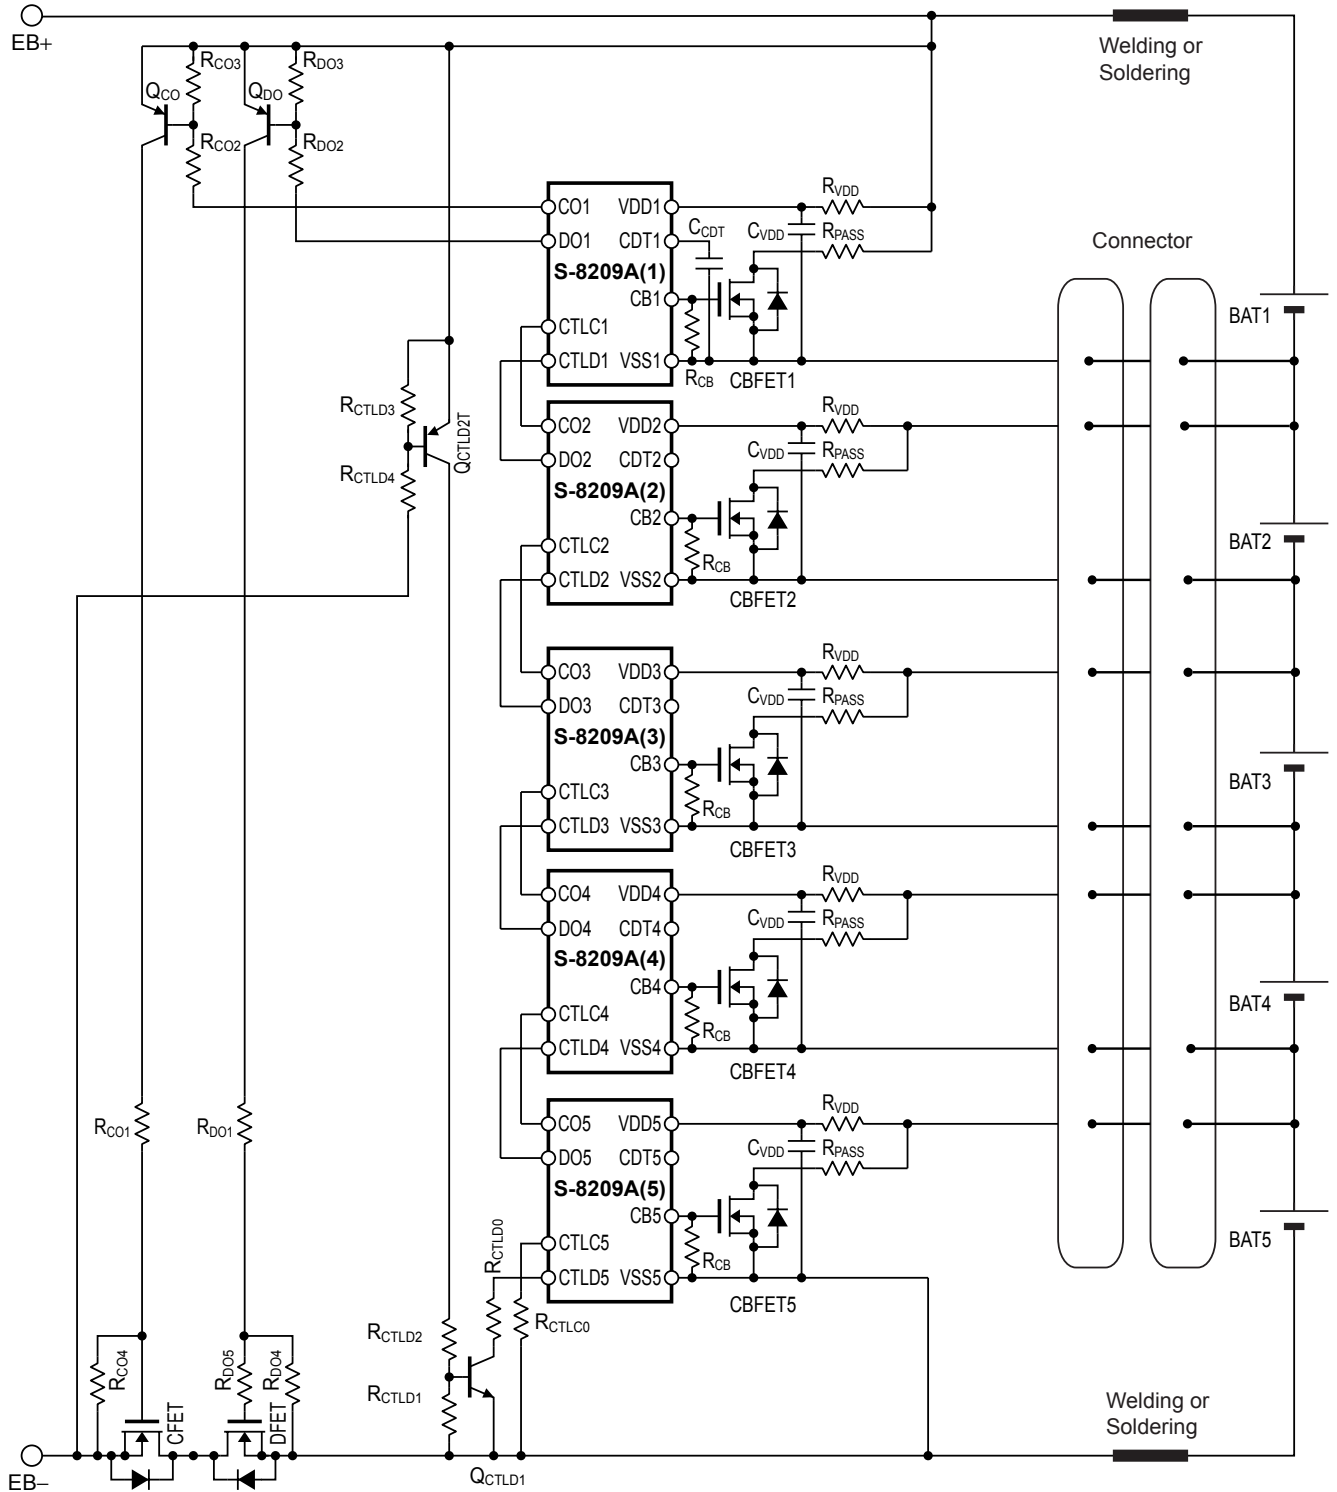 EB+
Welding or
Soldering
RCO3
RDO3
QCO
QDO
RCO2
RDO2
RVDD
CO1
VDD1
CCDT
CVDD
RPASS
DO1
CDT1
Connector
S-8209A(1)
CB1
BAT1
CTLC1
CTLD1
VSS1
RCB
CBFET1
RCTLD3
QCTLD2T
RCTLD4
RVDD
CO2
VDD2
CVDD
RPASS
DO2
CDT2
S-8209A(2)
CB2
BAT2
CTLC2
RCB
CTLD2
VSS2
CBFET2
RVDD
CO3
VDD3
CVDD
RPASS
DO3
CDT3
S-8209A(3)
CB3
BAT3
CTLC3
RCB
CTLD3
VSS3
CBFET3
RVDD
CO4
VDD4
CVDD
RPASS
DO4
CDT4
S-8209A(4)
CB4
BAT4
CTLC4
RCB
CTLD4
VSS4
CBFET4
RCO1
RDO1
RVDD
CO5
VDD5
CVDD
RPASS
DO5
CDT5
S-8209A(5)
CB5
BAT5
RCTLD0
CTLC5
RCB
CTLD5
VSS5
CBFET5
RCTLC0
RCTLD2
RCTLD1
RCO4
RDO5
RDO4
CFET
DFET
Welding or
Soldering
QCTLD1
EB–